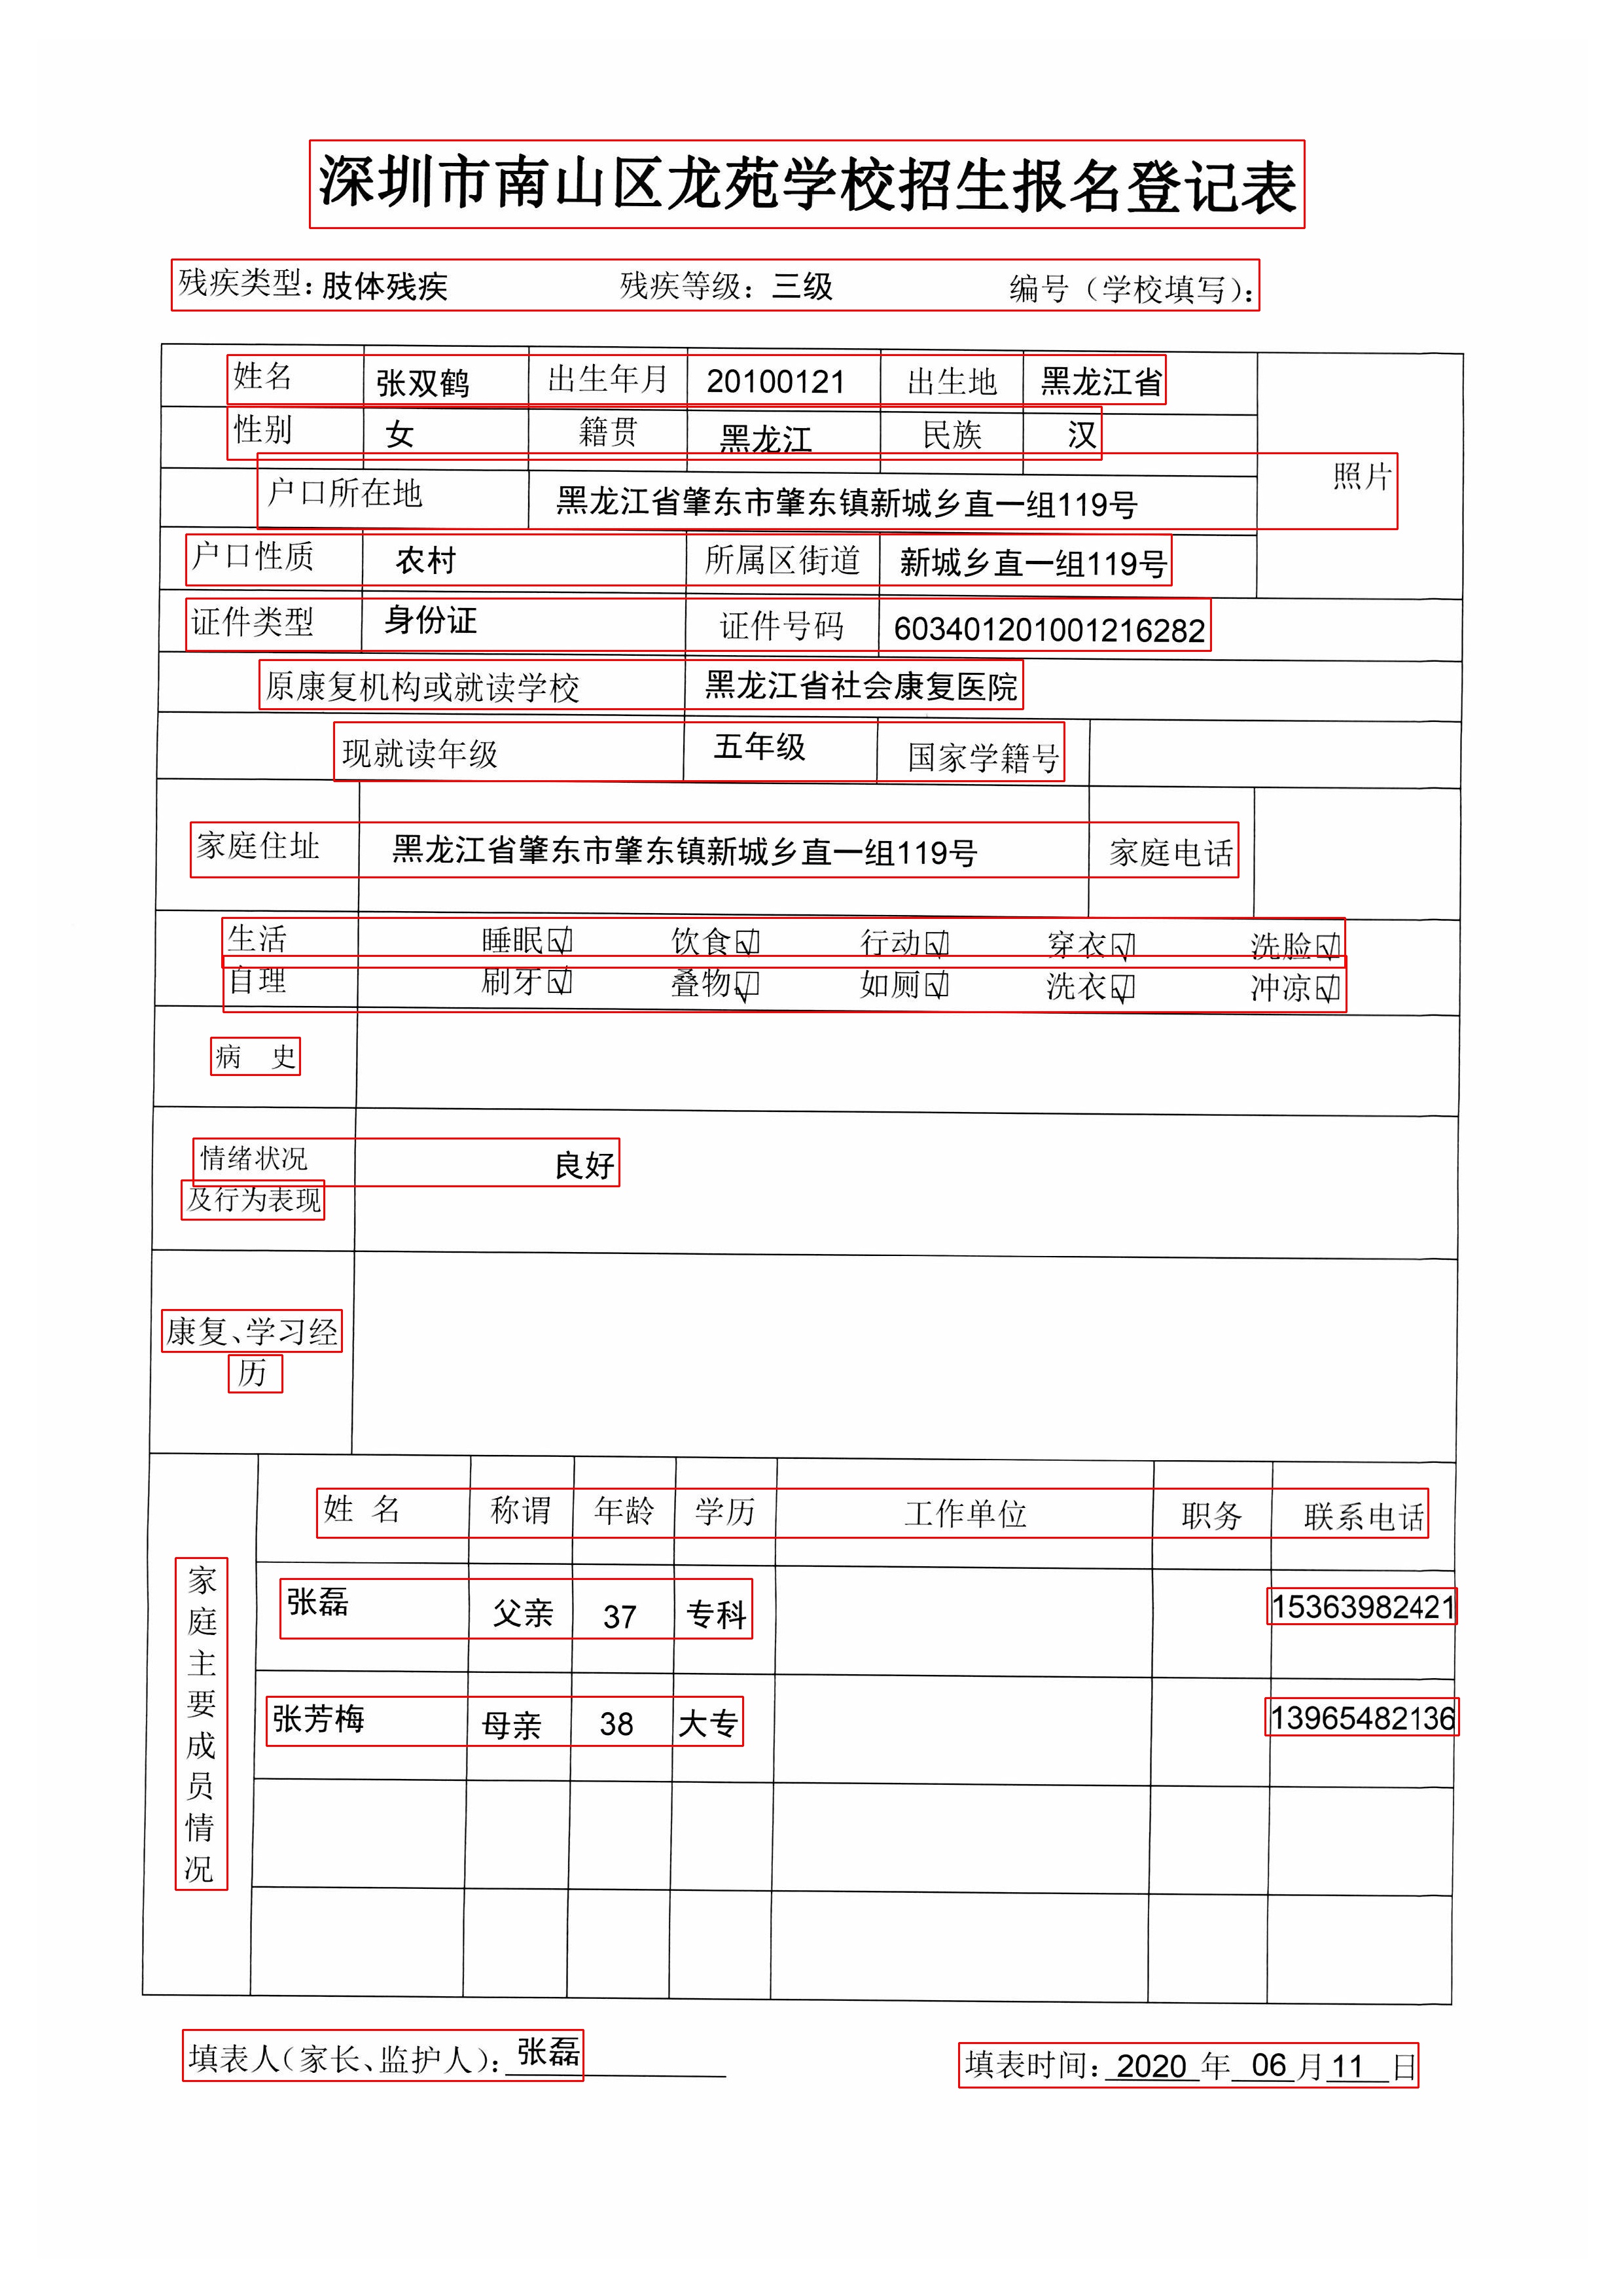 深圳市南山区龙苑学校招生报名登记表
残疾类型：肢体残疾 残疾等级：三级 编号（学校填写）：
姓名 张双鹤 出生年月 20100121 出生地 黑龙江省
性别 女 籍贯 黑龙江 民族 汉
户口所在地 黑龙江省肇东市肇东镇新城乡直一组119号 照片
户口性质 农村 所属区街道 新城乡直一组119号
证件类型 身份证 证件号码 603401201001216282
原康复机构或就读学校 黑龙江省社会康复医院
现就读年级 五年级 国家学籍号
家庭住址 黑龙江省肇东市肇东镇新城乡直一组119号 家庭电话
生活 睡眠☑ 饮食☑ 行动☑ 穿衣☑ 洗脸☑
自理 刷牙☑ 叠物☑ 如厕☑ 洗衣☑ 冲凉☑
病 史
情绪状况 良好
及行为表现
康复、学习经
历
家庭主要成员情况
姓 名 称谓 年龄 学历 工作单位 职务 联系电话
张磊 父亲 37 专科 15363982421
张芳梅 母亲 38 大专 13965482136
填表人（家长、监护人）：张磊 填表时间：2020 年 06 月 11 日